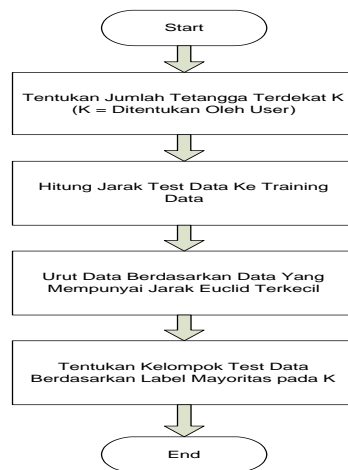 Start
Tentukan Jumlah Tetangga Terdekat K
(K = Ditentukan Oleh User)
Hitung Jarak Test Data Ke Training
Data
Urut Data Berdasarkan Data Yang
Mempunyai Jarak Euclid Terkecil
Tentukan Kelompok Test Data
Berdasarkan Label Mayoritas pada K
End